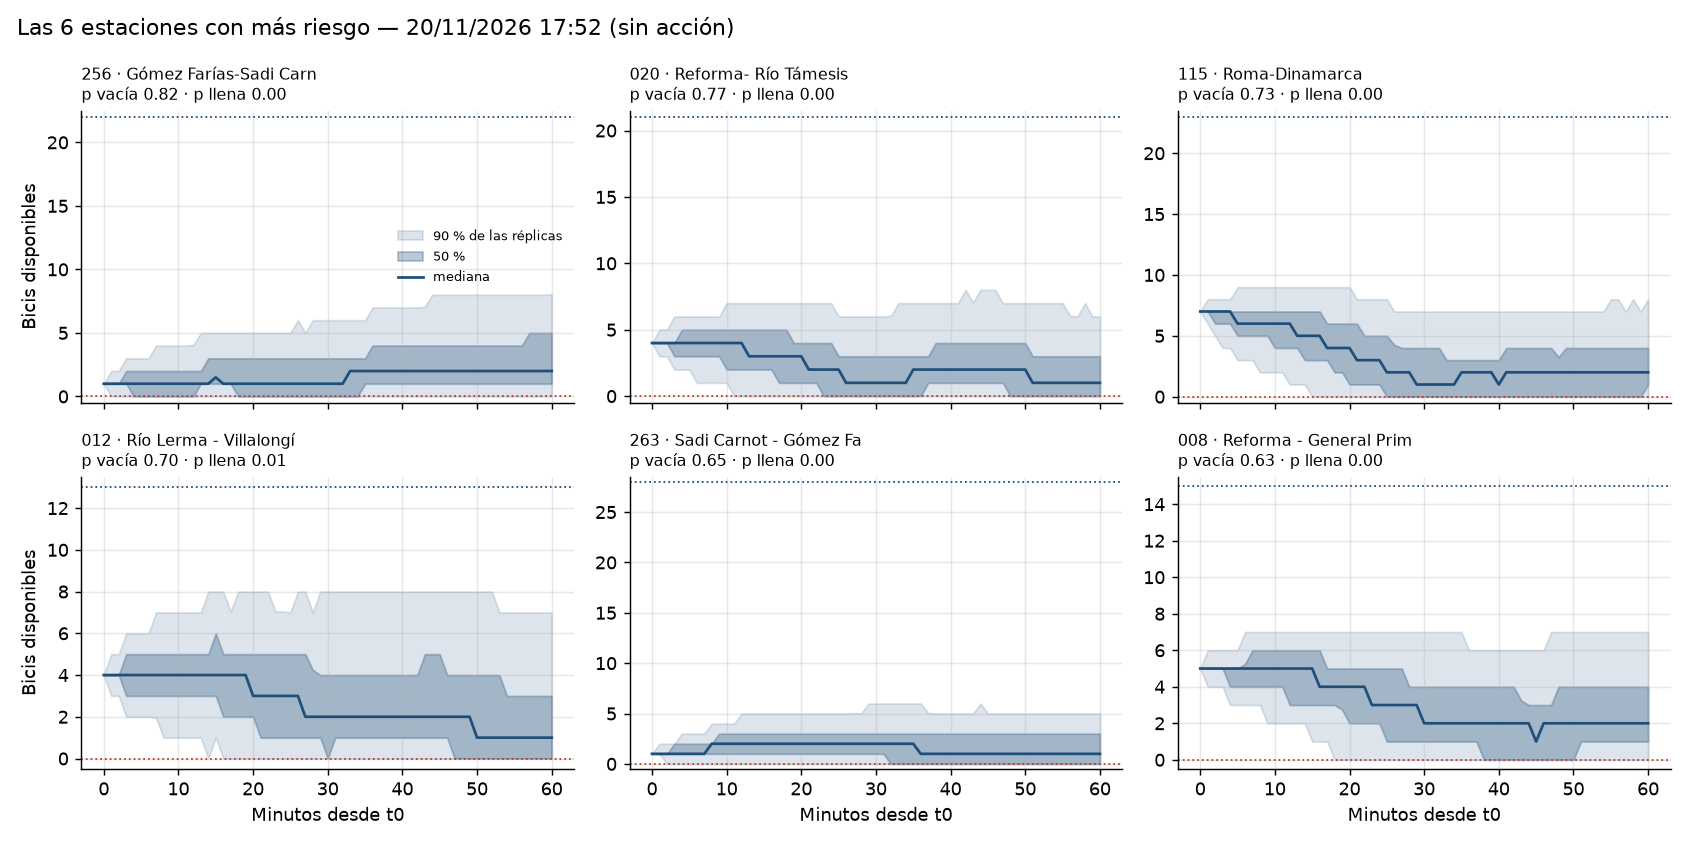 Las 6 estaciones con más riesgo — 20/11/2026 17:52 (sin acción)
256 · Gómez Farías-Sadi Carn
p vacía 0.82 · p llena 0.00
020 · Reforma- Río Támesis
p vacía 0.77 · p llena 0.00
115 · Roma-Dinamarca
p vacía 0.73 · p llena 0.00
Bicis disponibles
20
15
10
5
0
90 % de las réplicas
50 %
mediana
20
15
10
5
0
20
15
10
5
0
012 · Río Lerma - Villalongí
p vacía 0.70 · p llena 0.01
263 · Sadi Carnot - Gómez Fa
p vacía 0.65 · p llena 0.00
008 · Reforma - General Prim
p vacía 0.63 · p llena 0.00
Bicis disponibles
12
10
8
6
4
2
0
25
20
15
10
5
0
14
12
10
8
6
4
2
0
0 10 20 30 40 50 60
0 10 20 30 40 50 60
0 10 20 30 40 50 60
Minutos desde t0
Minutos desde t0
Minutos desde t0